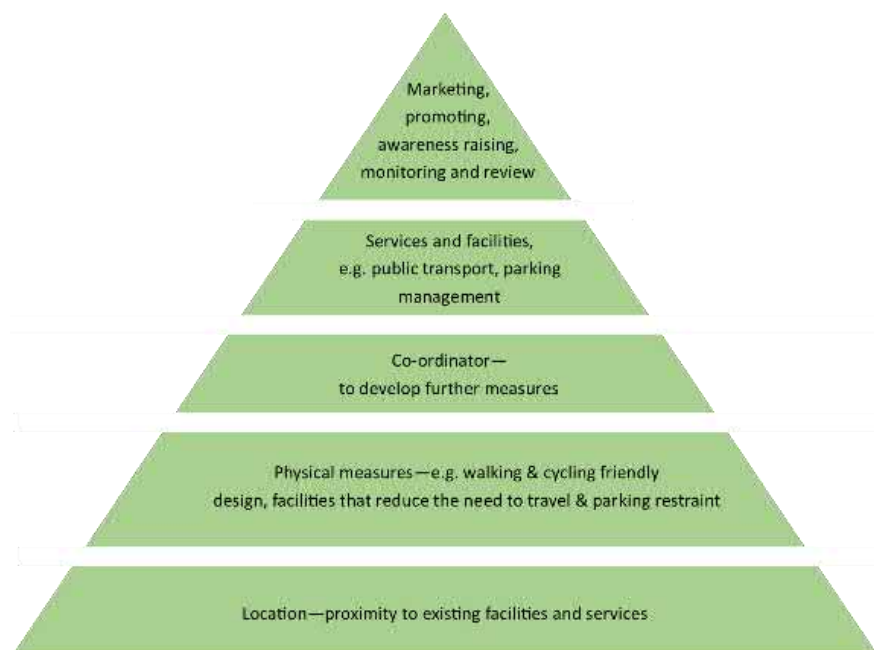 Marketing,
promoting,
awareness raising,
monitoring and review
Services and facilities,
e.g. public transport, parking
management
Co-ordinator—
to develop further measures
Physical measures—e.g. walking & cycling friendly
design, facilities that reduce the need to travel & parking restraint
Location—proximity to existing facilities and services